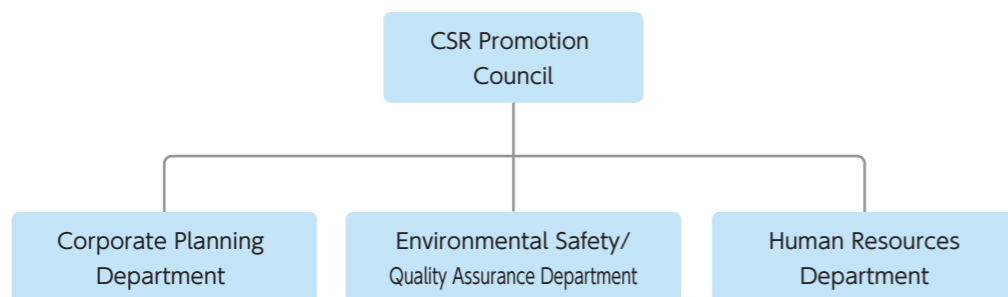 CSR Promotion
Council
Corporate Planning
Department
Environmental Safety/
Quality Assurance Department
Human Resources
Department